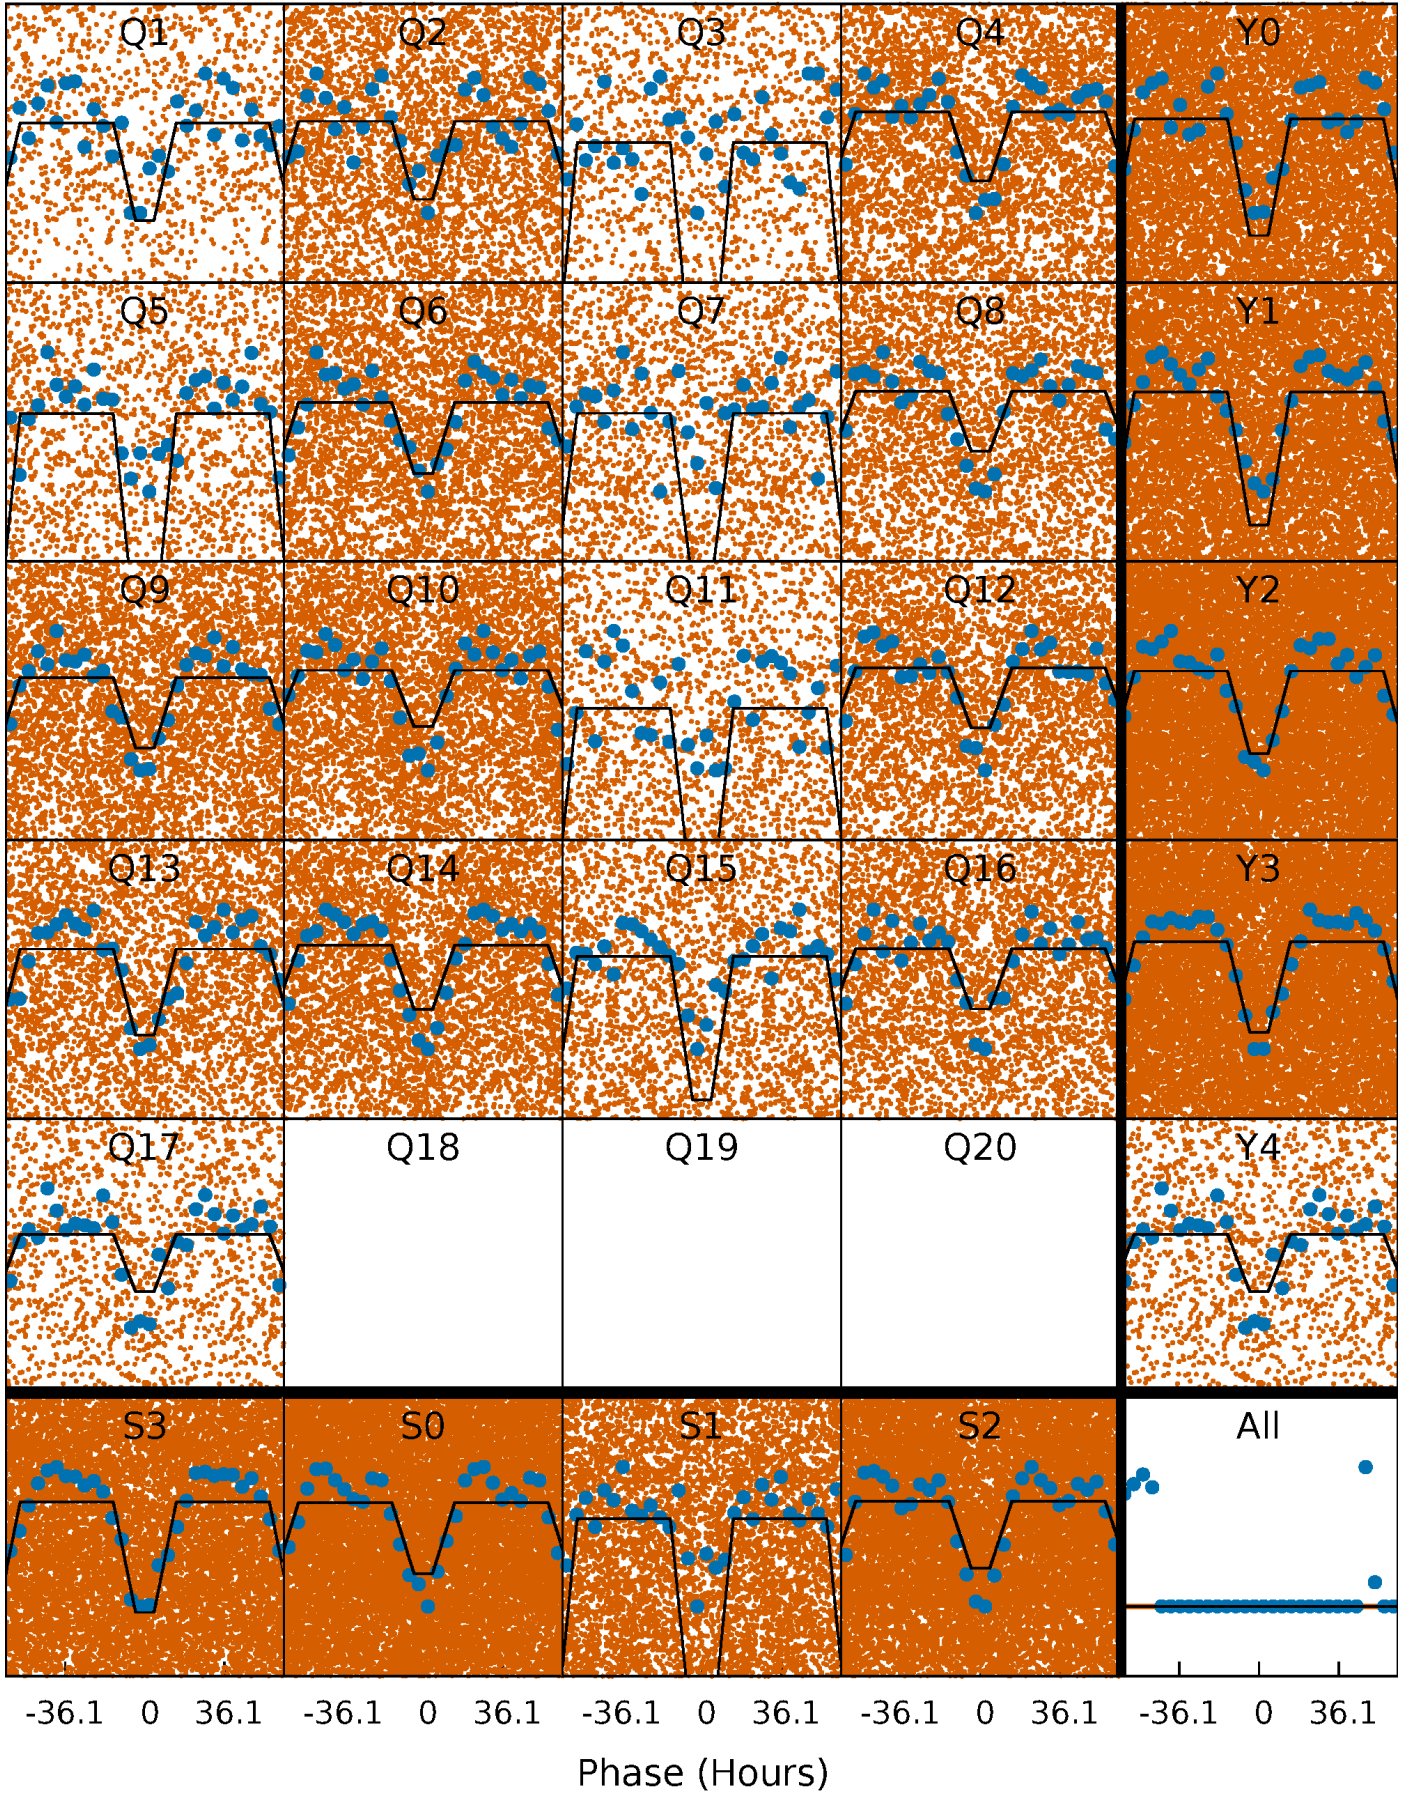 Q1 Q2 Q3 Q4 Y0
Q5 Q6 Q7 Q8 Y1
Q9 Q10 Q11 Q12 Y2
Q13 Q14 Q15 Q16 Y3
Q17 Q18 Q19 Q20 Y4
S3 S0 S1 S2 All
-36.1 0 36.1 -36.1 0 36.1 -36.1 0 36.1 -36.1 0 36.1 -36.1 0 36.1
Phase (Hours)